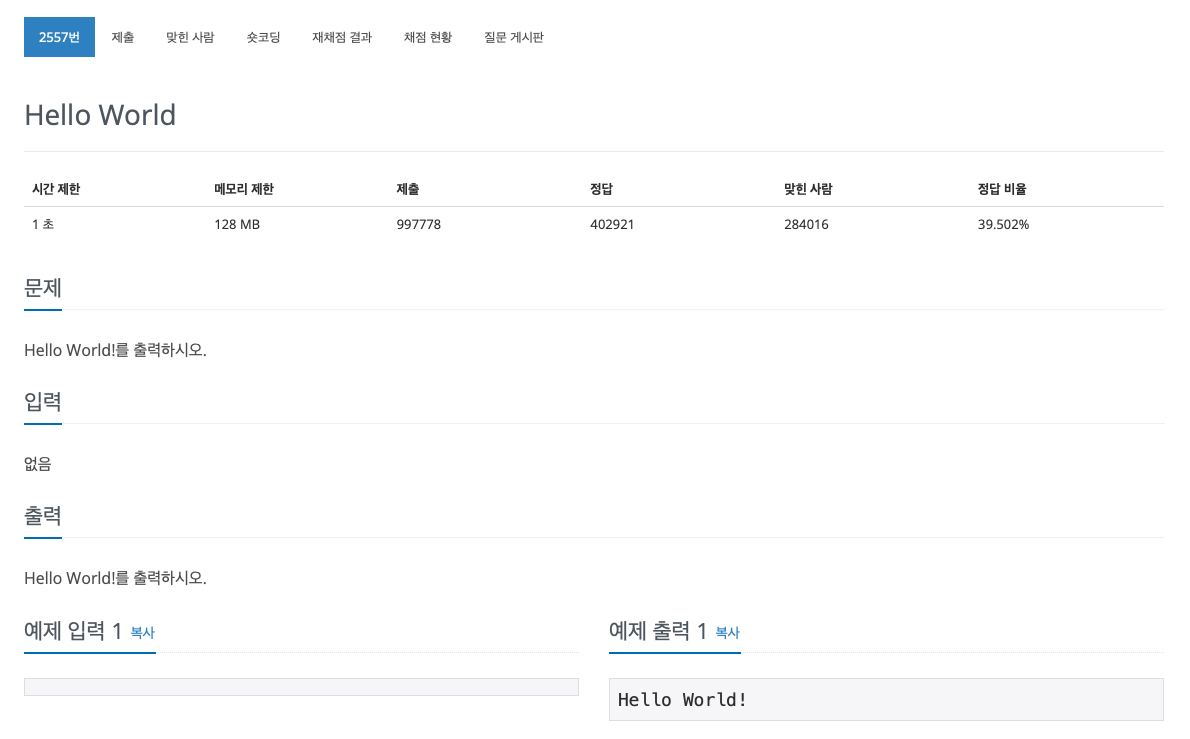 2557번 제출 맞힌 사람 숏코딩 재채점 결과 채점 현황 질문 게시판
Hello World
시간 제한 메모리 제한 제출 정답 맞힌 사람 정답 비율
1 초 128 MB 997778 402921 284016 39.502%
문제
Hello World!를 출력하시오.
입력
없음
출력
Hello World!를 출력하시오.
예제 입력 1 복사
예제 출력 1 복사
Hello World!